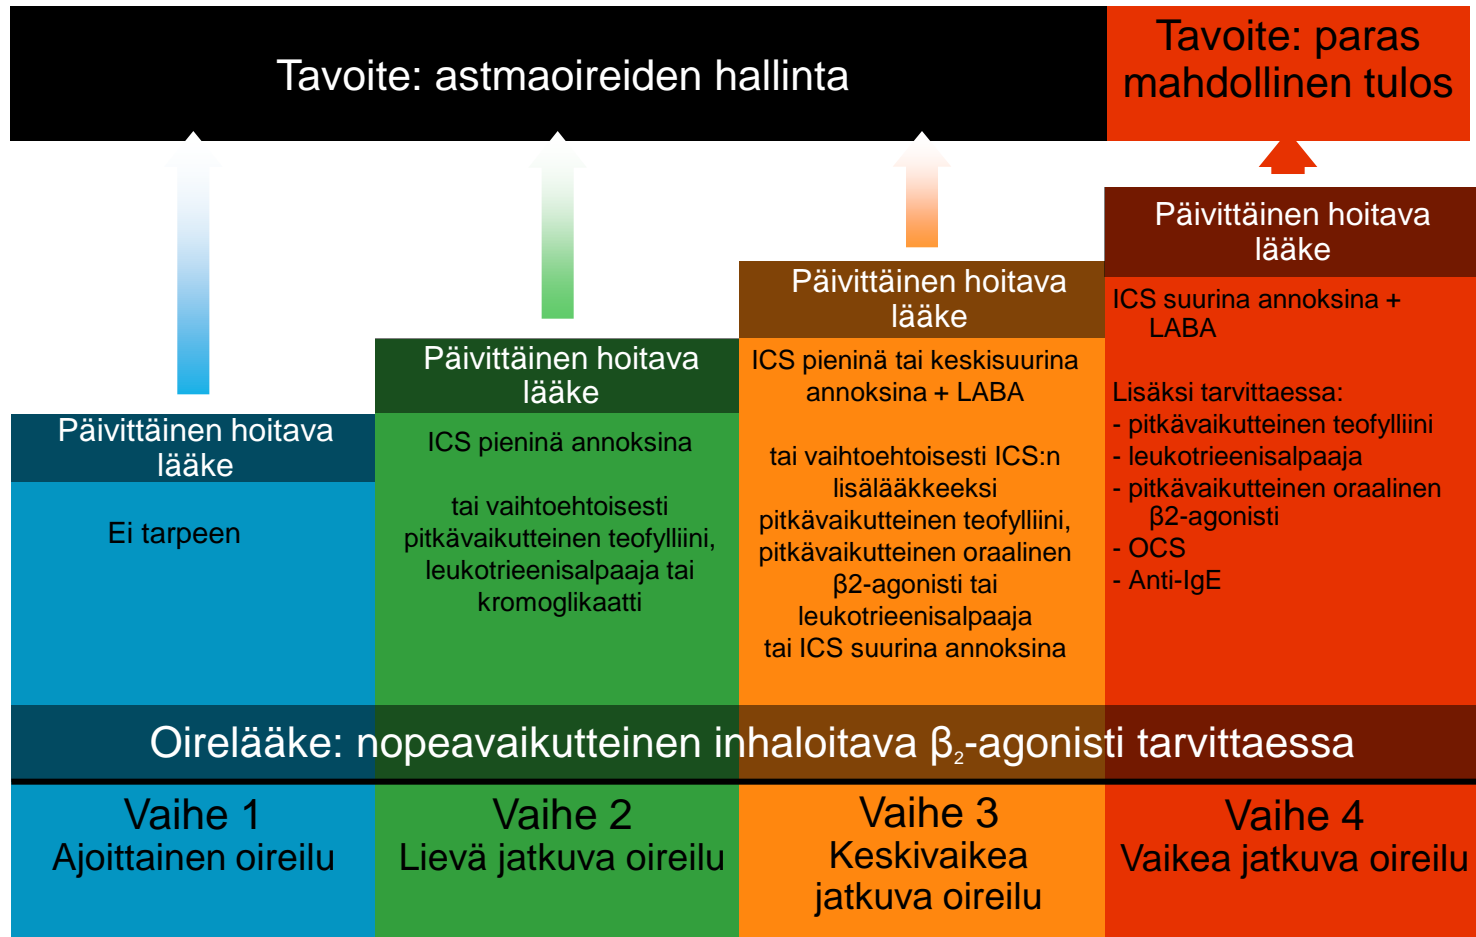 Tavoite: astmaoireiden hallinta
Tavoite: paras
mahdollinen tulos
Päivittäinen hoitava
lääke
Ei tarpeen
Päivittäinen hoitava
lääke
ICS pieninä annoksina
tai vaihtoehtoisesti
pitkävaikutteinen teofylliini,
leukotrieenisalpaaja tai
kromoglikaatti
Päivittäinen hoitava
lääke
ICS pieninä tai keskisuurina
annoksina + LABA
tai vaihtoehtoisesti ICS:n
lisälääkkeeksi
pitkävaikutteinen teofylliini,
pitkävaikutteinen oraalinen
β2-agonisti tai
leukotrieenisalpaaja
tai ICS suurina annoksina
Päivittäinen hoitava
lääke
ICS suurina annoksina +
LABA
Lisäksi tarvittaessa:
- pitkävaikutteinen teofylliini
- leukotrieenisalpaaja
- pitkävaikutteinen oraalinen
β2-agonisti
- OCS
- Anti-IgE
Oirelääke: nopeavaikutteinen inhaloitava β₂-agonisti tarvittaessa
Vaihe 1
Ajoittainen oireilu
Vaihe 2
Lievä jatkuva oireilu
Vaihe 3
Keskivaikea
jatkuva oireilu
Vaihe 4
Vaikea jatkuva oireilu